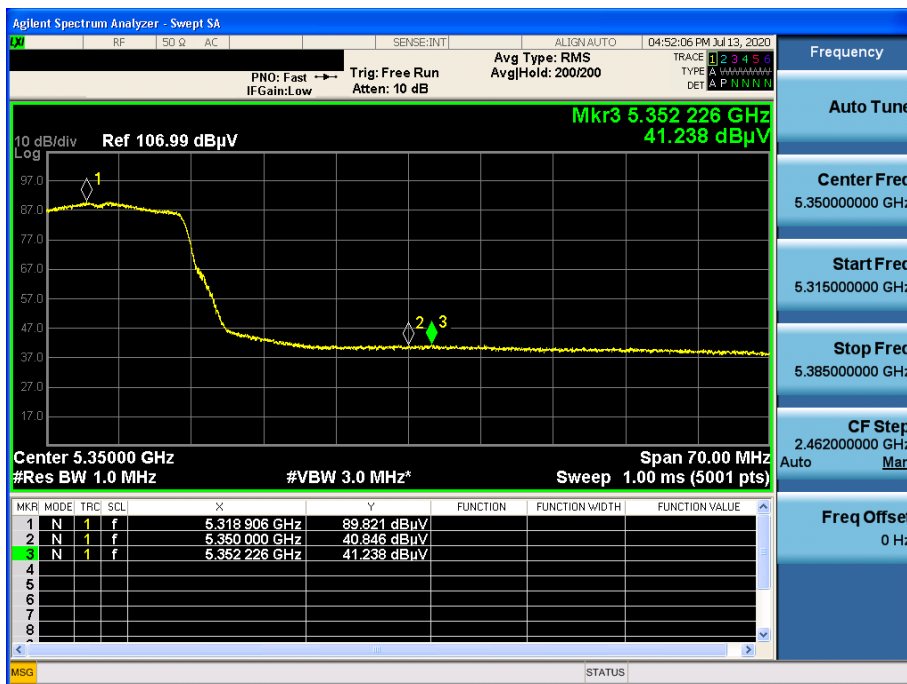 Agilent Spectrum Analyzer - Swept SA
LXI RF 50 Ω AC SENSE:INT ALIGN AUTO 04:52:06 PM Jul 13, 2020
PNO: Fast
IFGain:Low
Trig: Free Run
Atten: 10 dB
Avg Type: RMS
Avg|Hold: 200/200
TRACE 1 2 3 4 5 6
TYPE A WWWWW
DET A P N N N N
Mkr3 5.352 226 GHz
41.238 dBµV
10 dB/div Ref 106.99 dBµV
Log
97.0
87.0
77.0
67.0
57.0
47.0
37.0
27.0
17.0
1
2
3
Center 5.35000 GHz Span 70.00 MHz
#Res BW 1.0 MHz #VBW 3.0 MHz* Sweep 1.00 ms (5001 pts)
MKR MODE TRC SCL X Y FUNCTION FUNCTION WIDTH FUNCTION VALUE
1 N 1 f 5.318 906 GHz 89.821 dBµV
2 N 1 f 5.350 000 GHz 40.846 dBµV
3 N 1 f 5.352 226 GHz 41.238 dBµV
4
5
6
7
8
MSG STATUS
Frequency
Auto Tune
Center Freq
5.350000000 GHz
Start Freq
5.315000000 GHz
Stop Freq
5.385000000 GHz
CF Step
2.462000000 GHz
Auto Man
Freq Offset
0 Hz